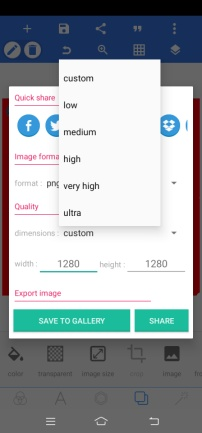 custom
low
medium
high
very high
ultra
Quick share
Image forma
format : png
Quality
dimensions : custom
width : 1280 height : 1280
Export image
SAVE TO GALLERY SHARE
color transparent image size crop image